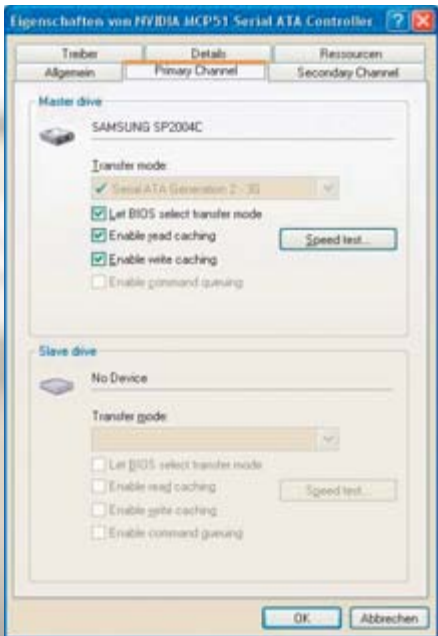 Eigenschaften von NVIDIA MCP51 Serial ATA Controller
Treiber Details Ressourcen
Allgemein Primary Channel Secondary Channel
Master drive
SAMSUNG SP2004C
Transfer mode:
Serial ATA Generation 2 - 3G
Let BIOS select transfer mode
Enable read caching
Speed test...
Enable write caching
Enable command queuing
Slave drive
No Device
Transfer mode:
Let BIOS select transfer mode
Enable read caching
Speed test...
Enable write caching
Enable command queuing
OK Abbrechen